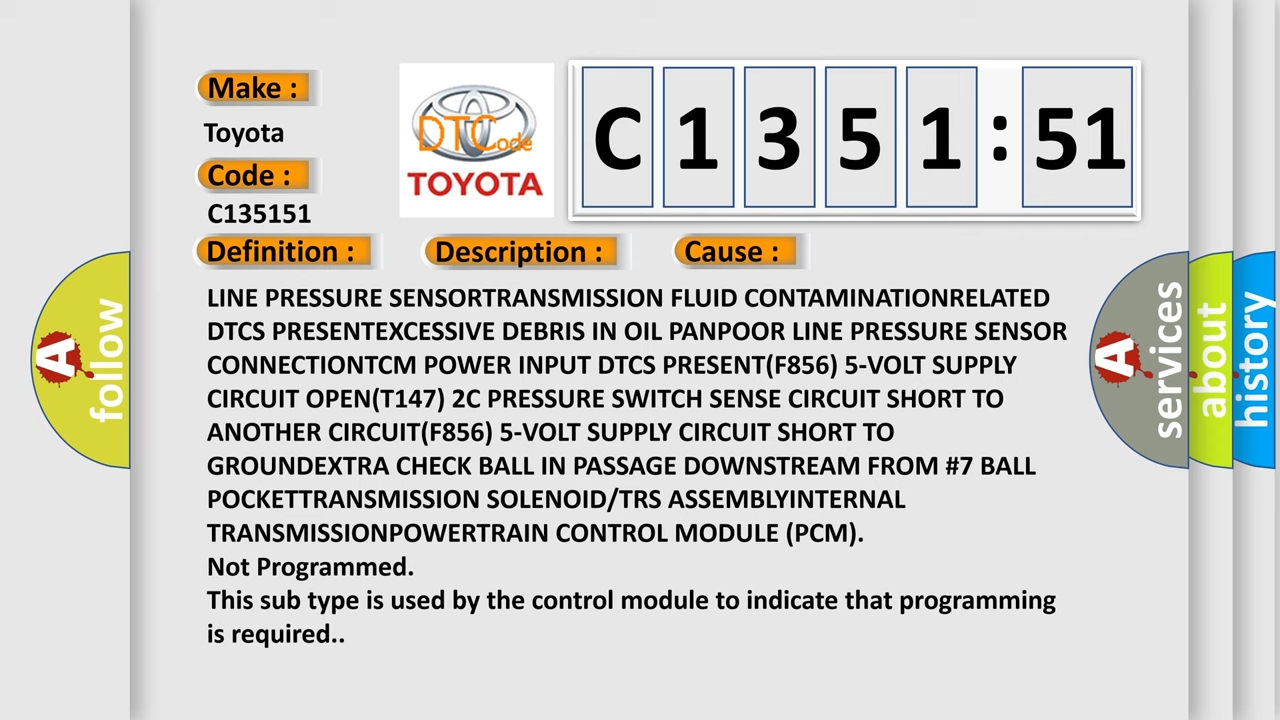 Make :
Toyota
Code :
C135151
DTCode
TOYOTA
C1351:51
Definition :
Description :
Cause :
LINE PRESSURE SENSORTRANSMISSION FLUID CONTAMINATIONRELATED
DTCS PRESENTEXCESSIVE DEBRIS IN OIL PANPOOR LINE PRESSURE SENSOR
CONNECTIONTCM POWER INPUT DTCS PRESENT(F856) 5-VOLT SUPPLY
CIRCUIT OPEN(T147) 2C PRESSURE SWITCH SENSE CIRCUIT SHORT TO
ANOTHER CIRCUIT(F856) 5-VOLT SUPPLY CIRCUIT SHORT TO
GROUNDEXTRA CHECK BALL IN PASSAGE DOWNSTREAM FROM #7 BALL
POCKETTRANSMISSION SOLENOID/TRS ASSEMBLYINTERNAL
TRANSMISSIONPOWERTRAIN CONTROL MODULE (PCM).
Not Programmed.
This sub type is used by the control module to indicate that programming
is required..
A follow
A services
about
history